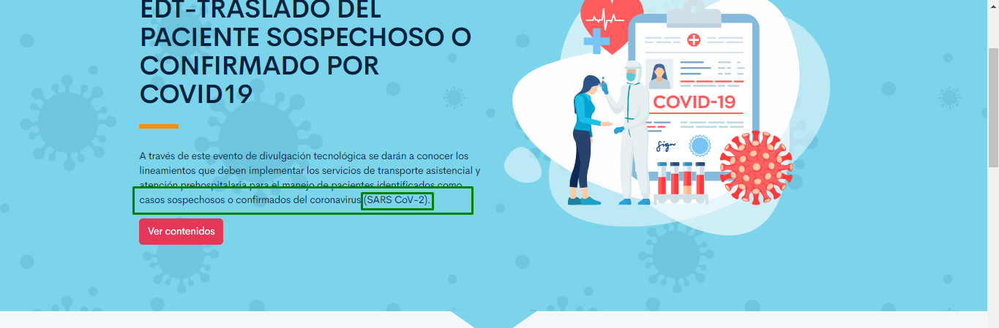 EDT-TRASLADO DEL
PACIENTE SOSPECHOSO O
CONFIRMADO POR
COVID19
A través de este evento de divulgación tecnológica se darán a conocer los
lineamientos que deben implementar los servicios de transporte asistencial y
atención prehospitalaria para el manejo de pacientes identificados como
casos sospechosos o confirmados del coronavirus (SARS CoV-2).
Ver contenidos
COVID-19
Sign